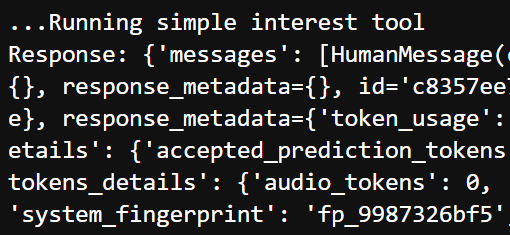 ...Running simple interest tool
Response: {'messages': [HumanMessage(
{}, response_metadata={}, id='c8357ee
e}, response_metadata={'token_usage':
etails': {'accepted_prediction_tokens
tokens_details': {'audio_tokens': 0,
'system_fingerprint': 'fp_9987326bf5'